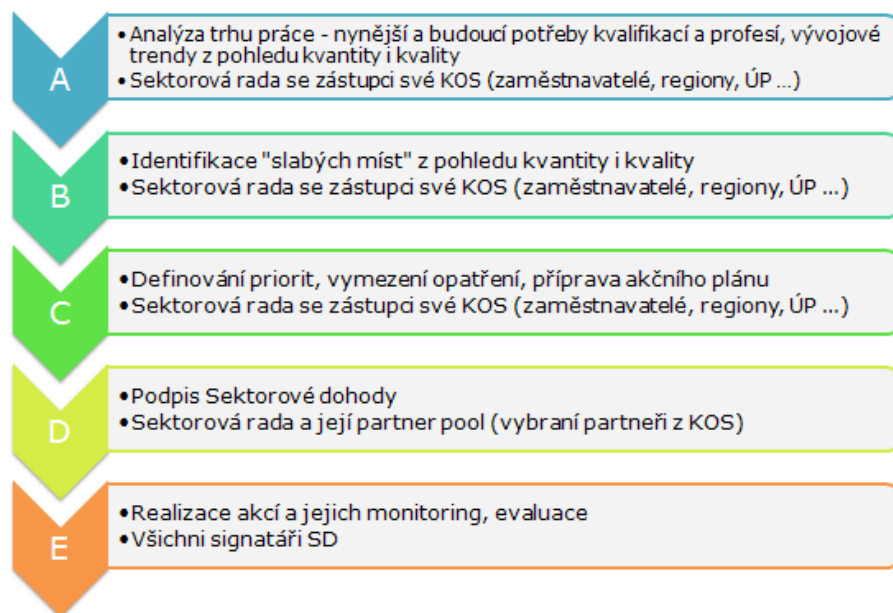 A
•Analýza trhu práce - nynější a budoucí potřeby kvalifikací a profesí, vývojové
trendy z pohledu kvantity i kvality
•Sektorová rada se zástupci své KOS (zaměstnavatelé, regiony, ÚP ...)
B
•Identifikace "slabých míst" z pohledu kvantity i kvality
•Sektorová rada se zástupci své KOS (zaměstnavatelé, regiony, ÚP ...)
C
•Definování priorit, vymezení opatření, příprava akčního plánu
•Sektorová rada se zástupci své KOS (zaměstnavatelé, regiony, ÚP ...)
D
•Podpis Sektorové dohody
•Sektorová rada a její partner pool (vybraní partneři z KOS)
E
•Realizace akcí a jejich monitoring, evaluace
•Všichni signatáři SD